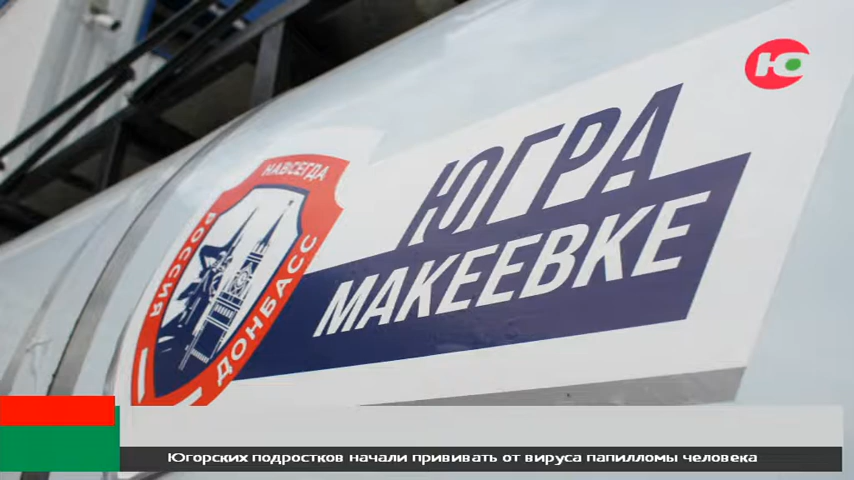 Ю
НАВСЕГДА
РОССИЯ
ДОНБАСС
ЮГРА
МАКЕЕВКЕ
Югорских подростков начали прививать от вируса папилломы человека